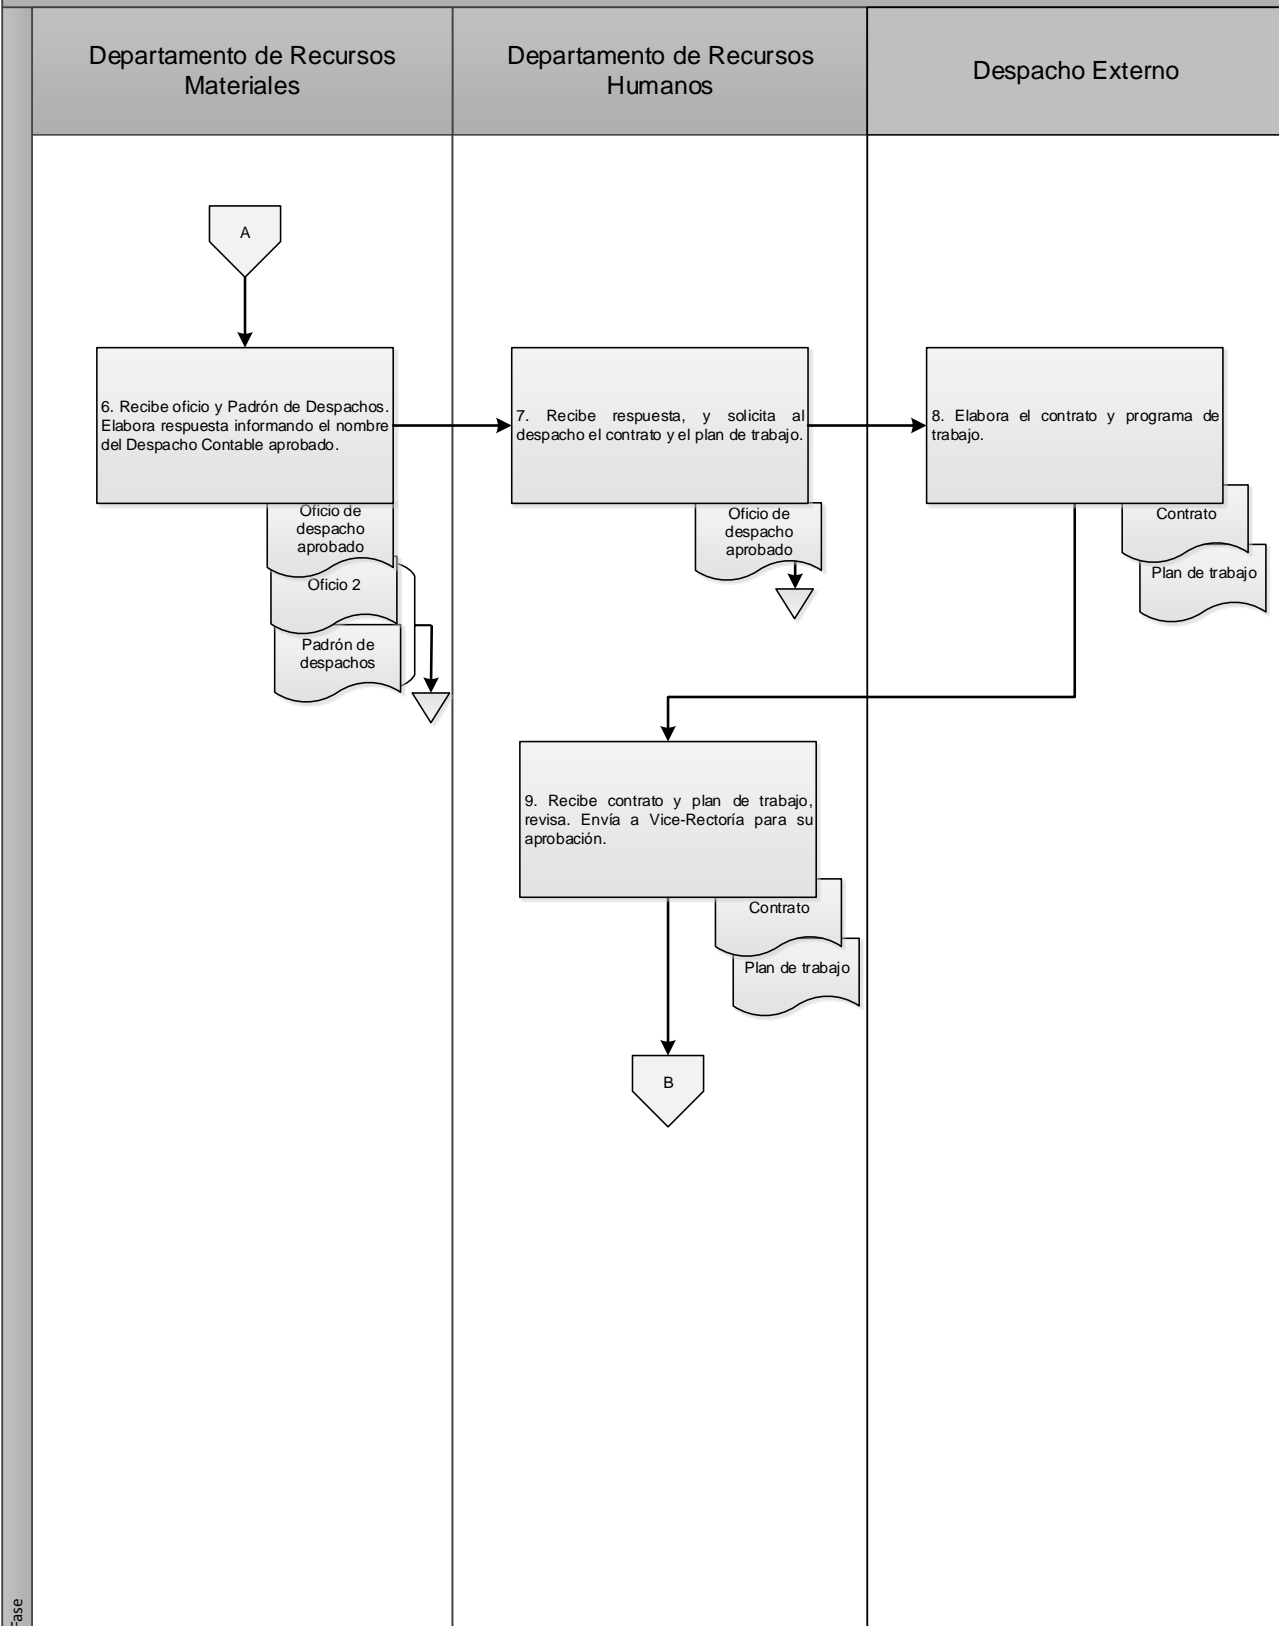 Departamento de Recursos
Materiales
Departamento de Recursos
Humanos
Despacho Externo
A
6. Recibe oficio y Padrón de Despachos.
Elabora respuesta informando el nombre
del Despacho Contable aprobado.
7. Recibe respuesta, y solicita al
despacho el contrato y el plan de trabajo.
8. Elabora el contrato y programa de
trabajo.
Oficio de
despacho
aprobado
Oficio 2
Padrón de
despachos
Oficio de
despacho
aprobado
Contrato
Plan de trabajo
9. Recibe contrato y plan de trabajo,
revisa. Envía a Vice-Rectoría para su
aprobación.
Contrato
Plan de trabajo
B
Fase